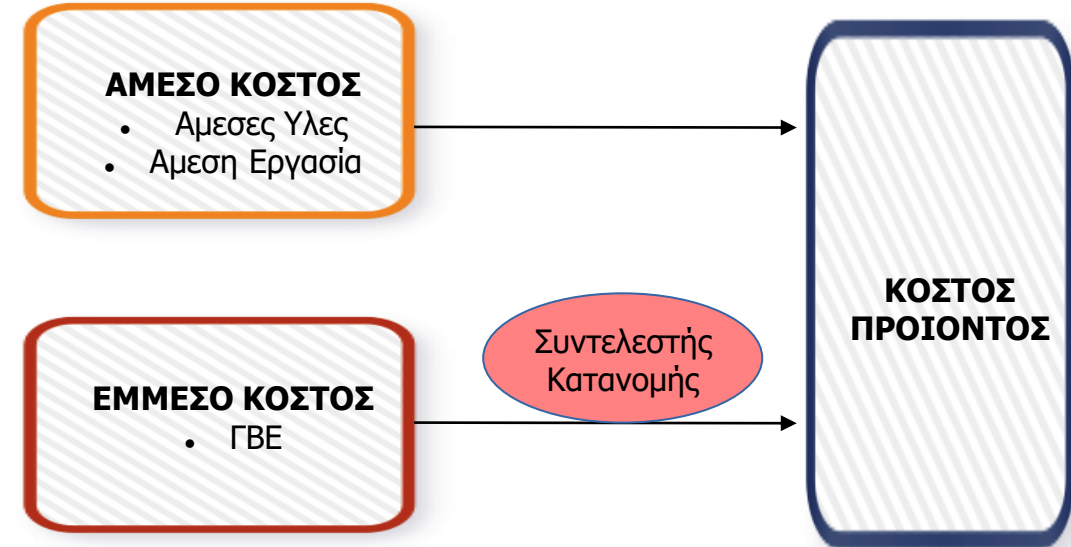 ΑΜΕΣΟ ΚΟΣΤΟΣ
• Αμεσες Υλες
• Αμεση Εργασία
ΕΜΜΕΣΟ ΚΟΣΤΟΣ
• ΓΒΕ
Συντελεστής
Κατανομής
ΚΟΣΤΟΣ
ΠΡΟΙΟΝΤΟΣ